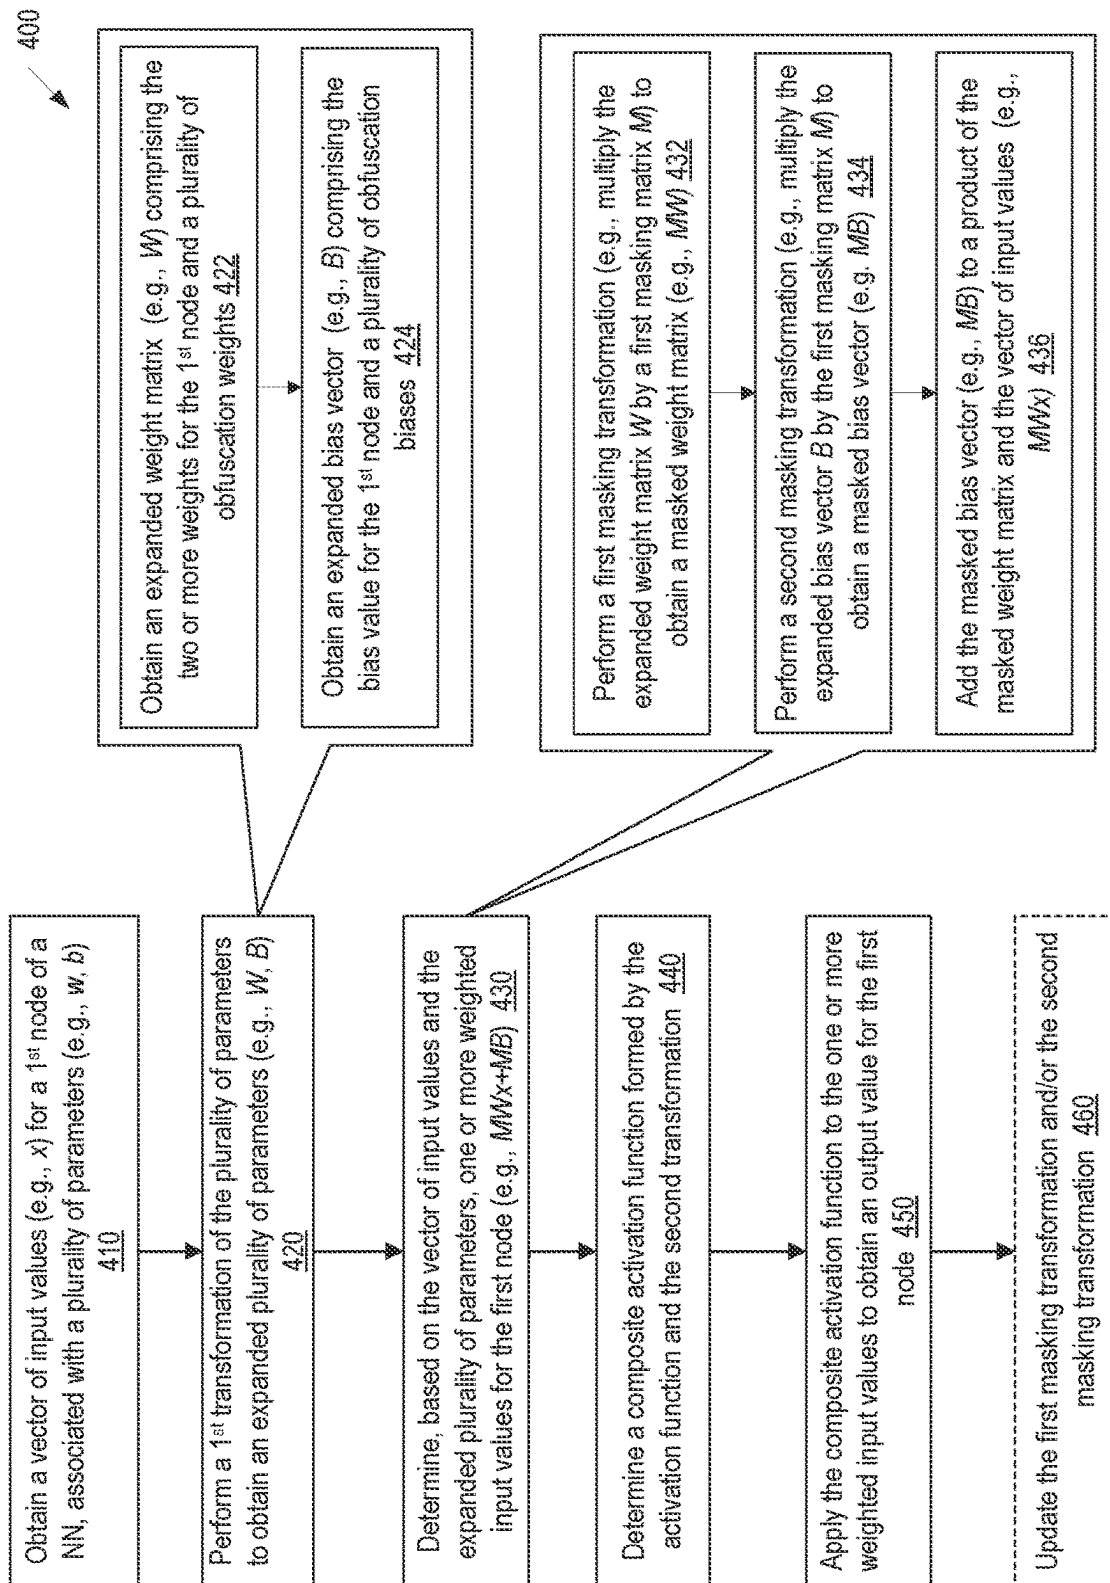 400
Obtain a vector of input values (e.g., x) for a 1st node of a
NN, associated with a plurality of parameters (e.g., w, b)
410
Perform a 1st transformation of the plurality of parameters
to obtain an expanded plurality of parameters (e.g., W, B)
420
Obtain an expanded weight matrix (e.g., W) comprising the
two or more weights for the 1st node and a plurality of
obfuscation weights 422
Obtain an expanded bias vector (e.g., B) comprising the
bias value for the 1st node and a plurality of obfuscation
biases 424
Determine, based on the vector of input values and the
expanded plurality of parameters, one or more weighted
input values for the first node (e.g., MWx+MB) 430
Perform a first masking transformation (e.g., multiply the
expanded weight matrix W by a first masking matrix M) to
obtain a masked weight matrix (e.g., MW) 432
Perform a second masking transformation (e.g., multiply the
expanded bias vector B by the first masking matrix M) to
obtain a masked bias vector (e.g. MB) 434
Add the masked bias vector (e.g., MB) to a product of the
masked weight matrix and the vector of input values (e.g.,
MWx) 436
Determine a composite activation function formed by the
activation function and the second transformation 440
Apply the composite activation function to the one or more
weighted input values to obtain an output value for the first
node 450
Update the first masking transformation and/or the second
masking transformation 460